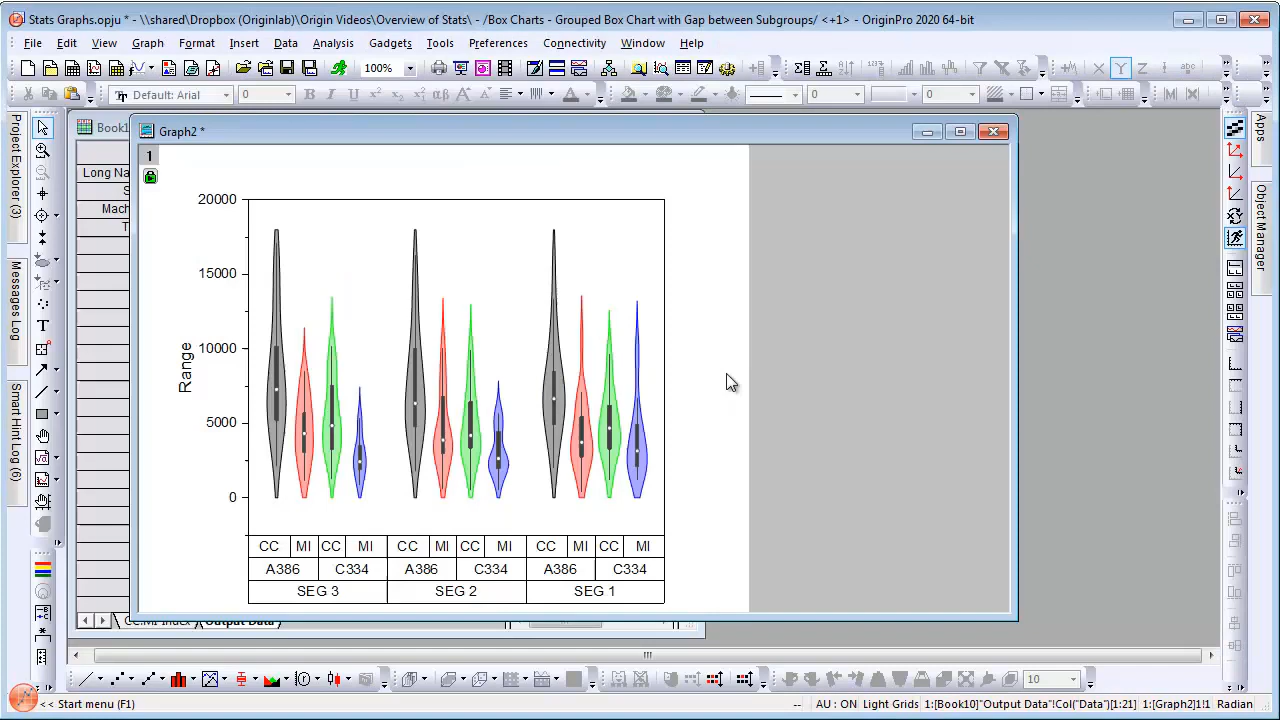 Stats Graphs.opju * - \\shared\Dropbox (Originlab)\Origin Videos\Overview of Stats\ - /Box Charts - Grouped Box Chart with Gap between Subgroups/ <+1> - OriginPro 2020 64-bit
File Edit View Graph Format Insert Data Analysis Gadgets Tools Preferences Connectivity Window Help
100%
Default: Arial 0 B I U 0 0
Project Explorer (3)
Messages Log
Smart Hint Log (6)
Apps
Object Manager
Book1
Graph2 *
1
Long Na
S
Mach
T
20000
15000
10000
5000
0
Range
CC MI CC MI CC MI CC MI CC MI CC MI
A386 C334 A386 C334 A386 C334
SEG 3 SEG 2 SEG 1
CC.MI Index Output Data
10
<< Start menu (F1) -- AU : ON Light Grids 1:[Book10]"Output Data"!Col("Data")[1:21] 1:[Graph2]1!1 Radian